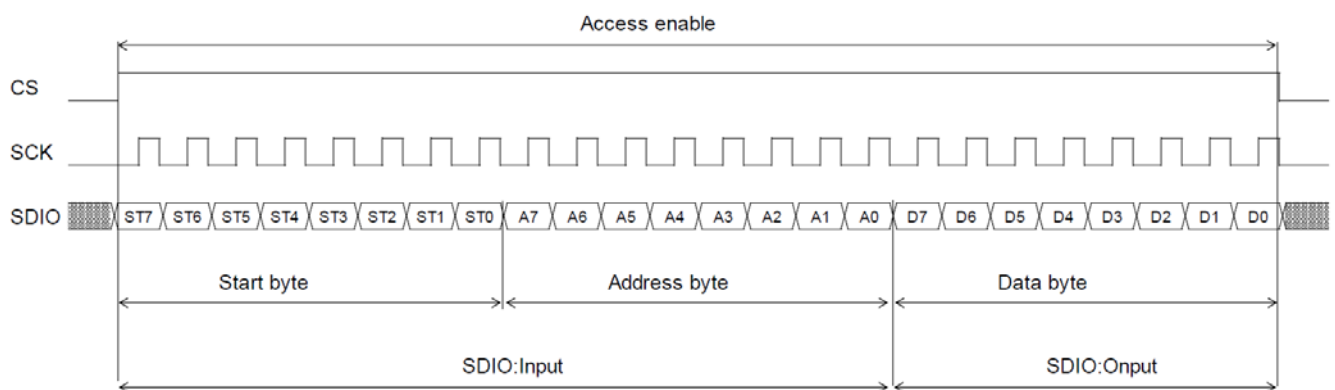 Access enable
CS
SCK
SDIO ST7 ST6 ST5 ST4 ST3 ST2 ST1 ST0 A7 A6 A5 A4 A3 A2 A1 A0 D7 D6 D5 D4 D3 D2 D1 D0
Start byte Address byte Data byte
SDIO:Input SDIO:Onput